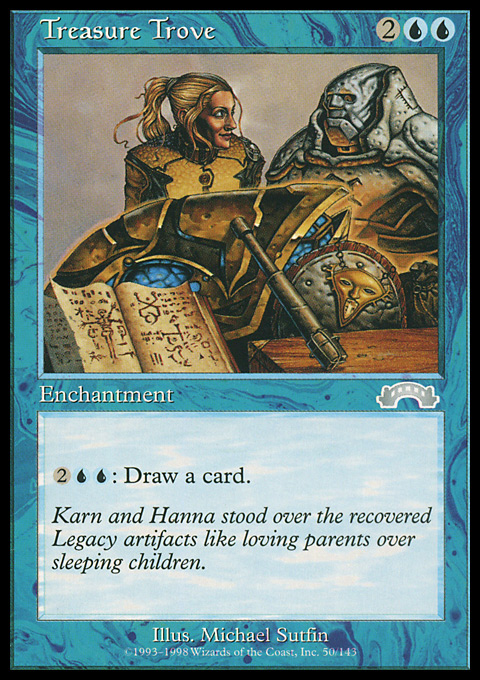 Treasure Trove 2
Enchantment
2: Draw a card.
Karn and Hanna stood over the recovered
Legacy artifacts like loving parents over
sleeping children.
Illus. Michael Sutfin
©1993–1998 Wizards of the Coast, Inc. 50/143